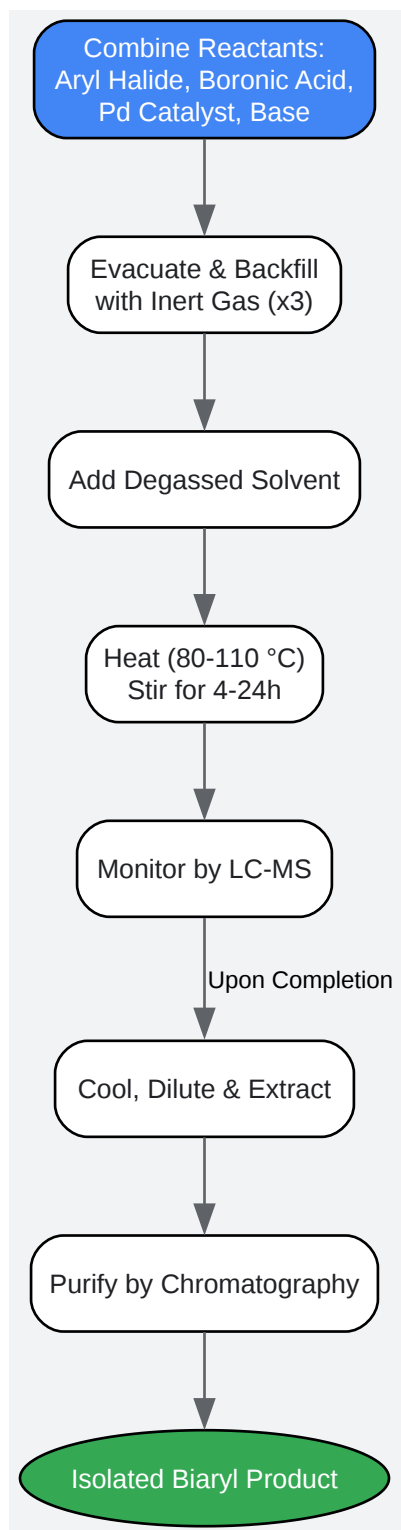 Combine Reactants:
Aryl Halide, Boronic Acid,
Pd Catalyst, Base
Evacuate & Backfill
with Inert Gas (x3)
Add Degassed Solvent
Heat (80-110 °C)
Stir for 4-24h
Monitor by LC-MS
Upon Completion
Cool, Dilute & Extract
Purify by Chromatography
Isolated Biaryl Product